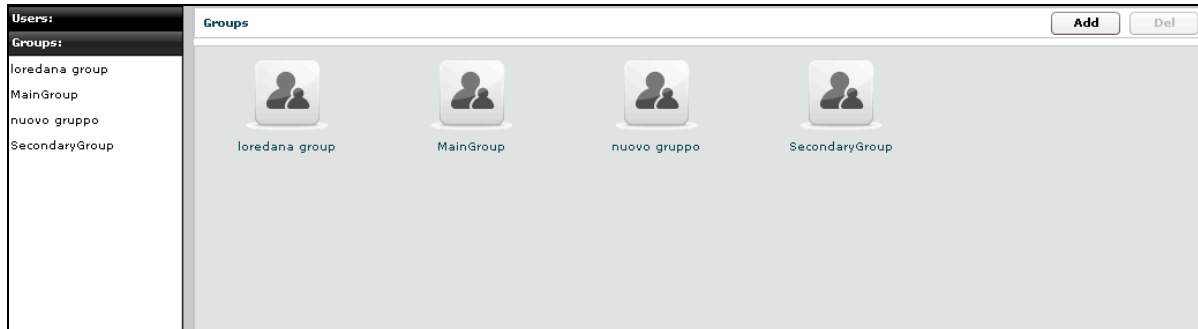 Users:
Groups:
loredana group
MainGroup
nuovo gruppo
SecondaryGroup
Groups
Add
Del
loredana group
MainGroup
nuovo gruppo
SecondaryGroup